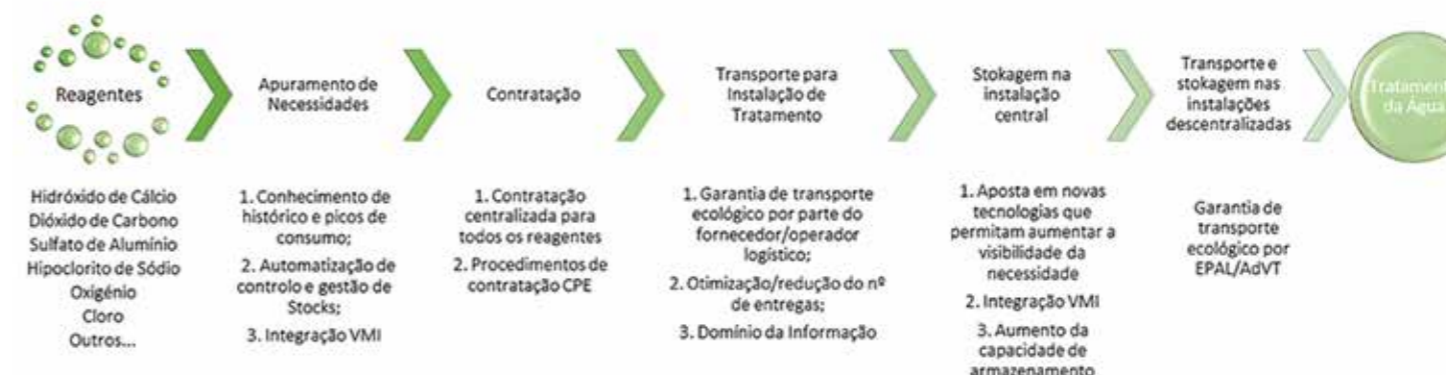 Reagentes
Apuramento de
Necessidades
Contratação
Transporte para
Instalação de
Tratamento
Stokagem na
instalação
central
Transporte e
stokagem nas
instalações
descentralizadas
Tratamen
da Água
Hidróxido de Cálcio
Dióxido de Carbono
Sulfato de Alumínio
Hipoclorito de Sódio
Oxigénio
Cloro
Outros...
1. Conhecimento de
histórico e picos de
consumo;
2. Automatização de
controlo e gestão de
Stocks;
3. Integração VMI
1. Contratação
centralizada para
todos os reagentes
2. Procedimentos de
contratação CPE
1. Garantia de transporte
ecológico por parte do
fornecedor/operador
logístico;
2. Otimização/redução do nº
de entregas;
3. Domínio da Informação
1. Aposta em novas
tecnologias que
permitam aumentar a
visibilidade da
necessidade
2. Integração VMI
3. Aumento da
capacidade de
armazenamento
Garantia de
transporte
ecológico por
EPAL/AdVT